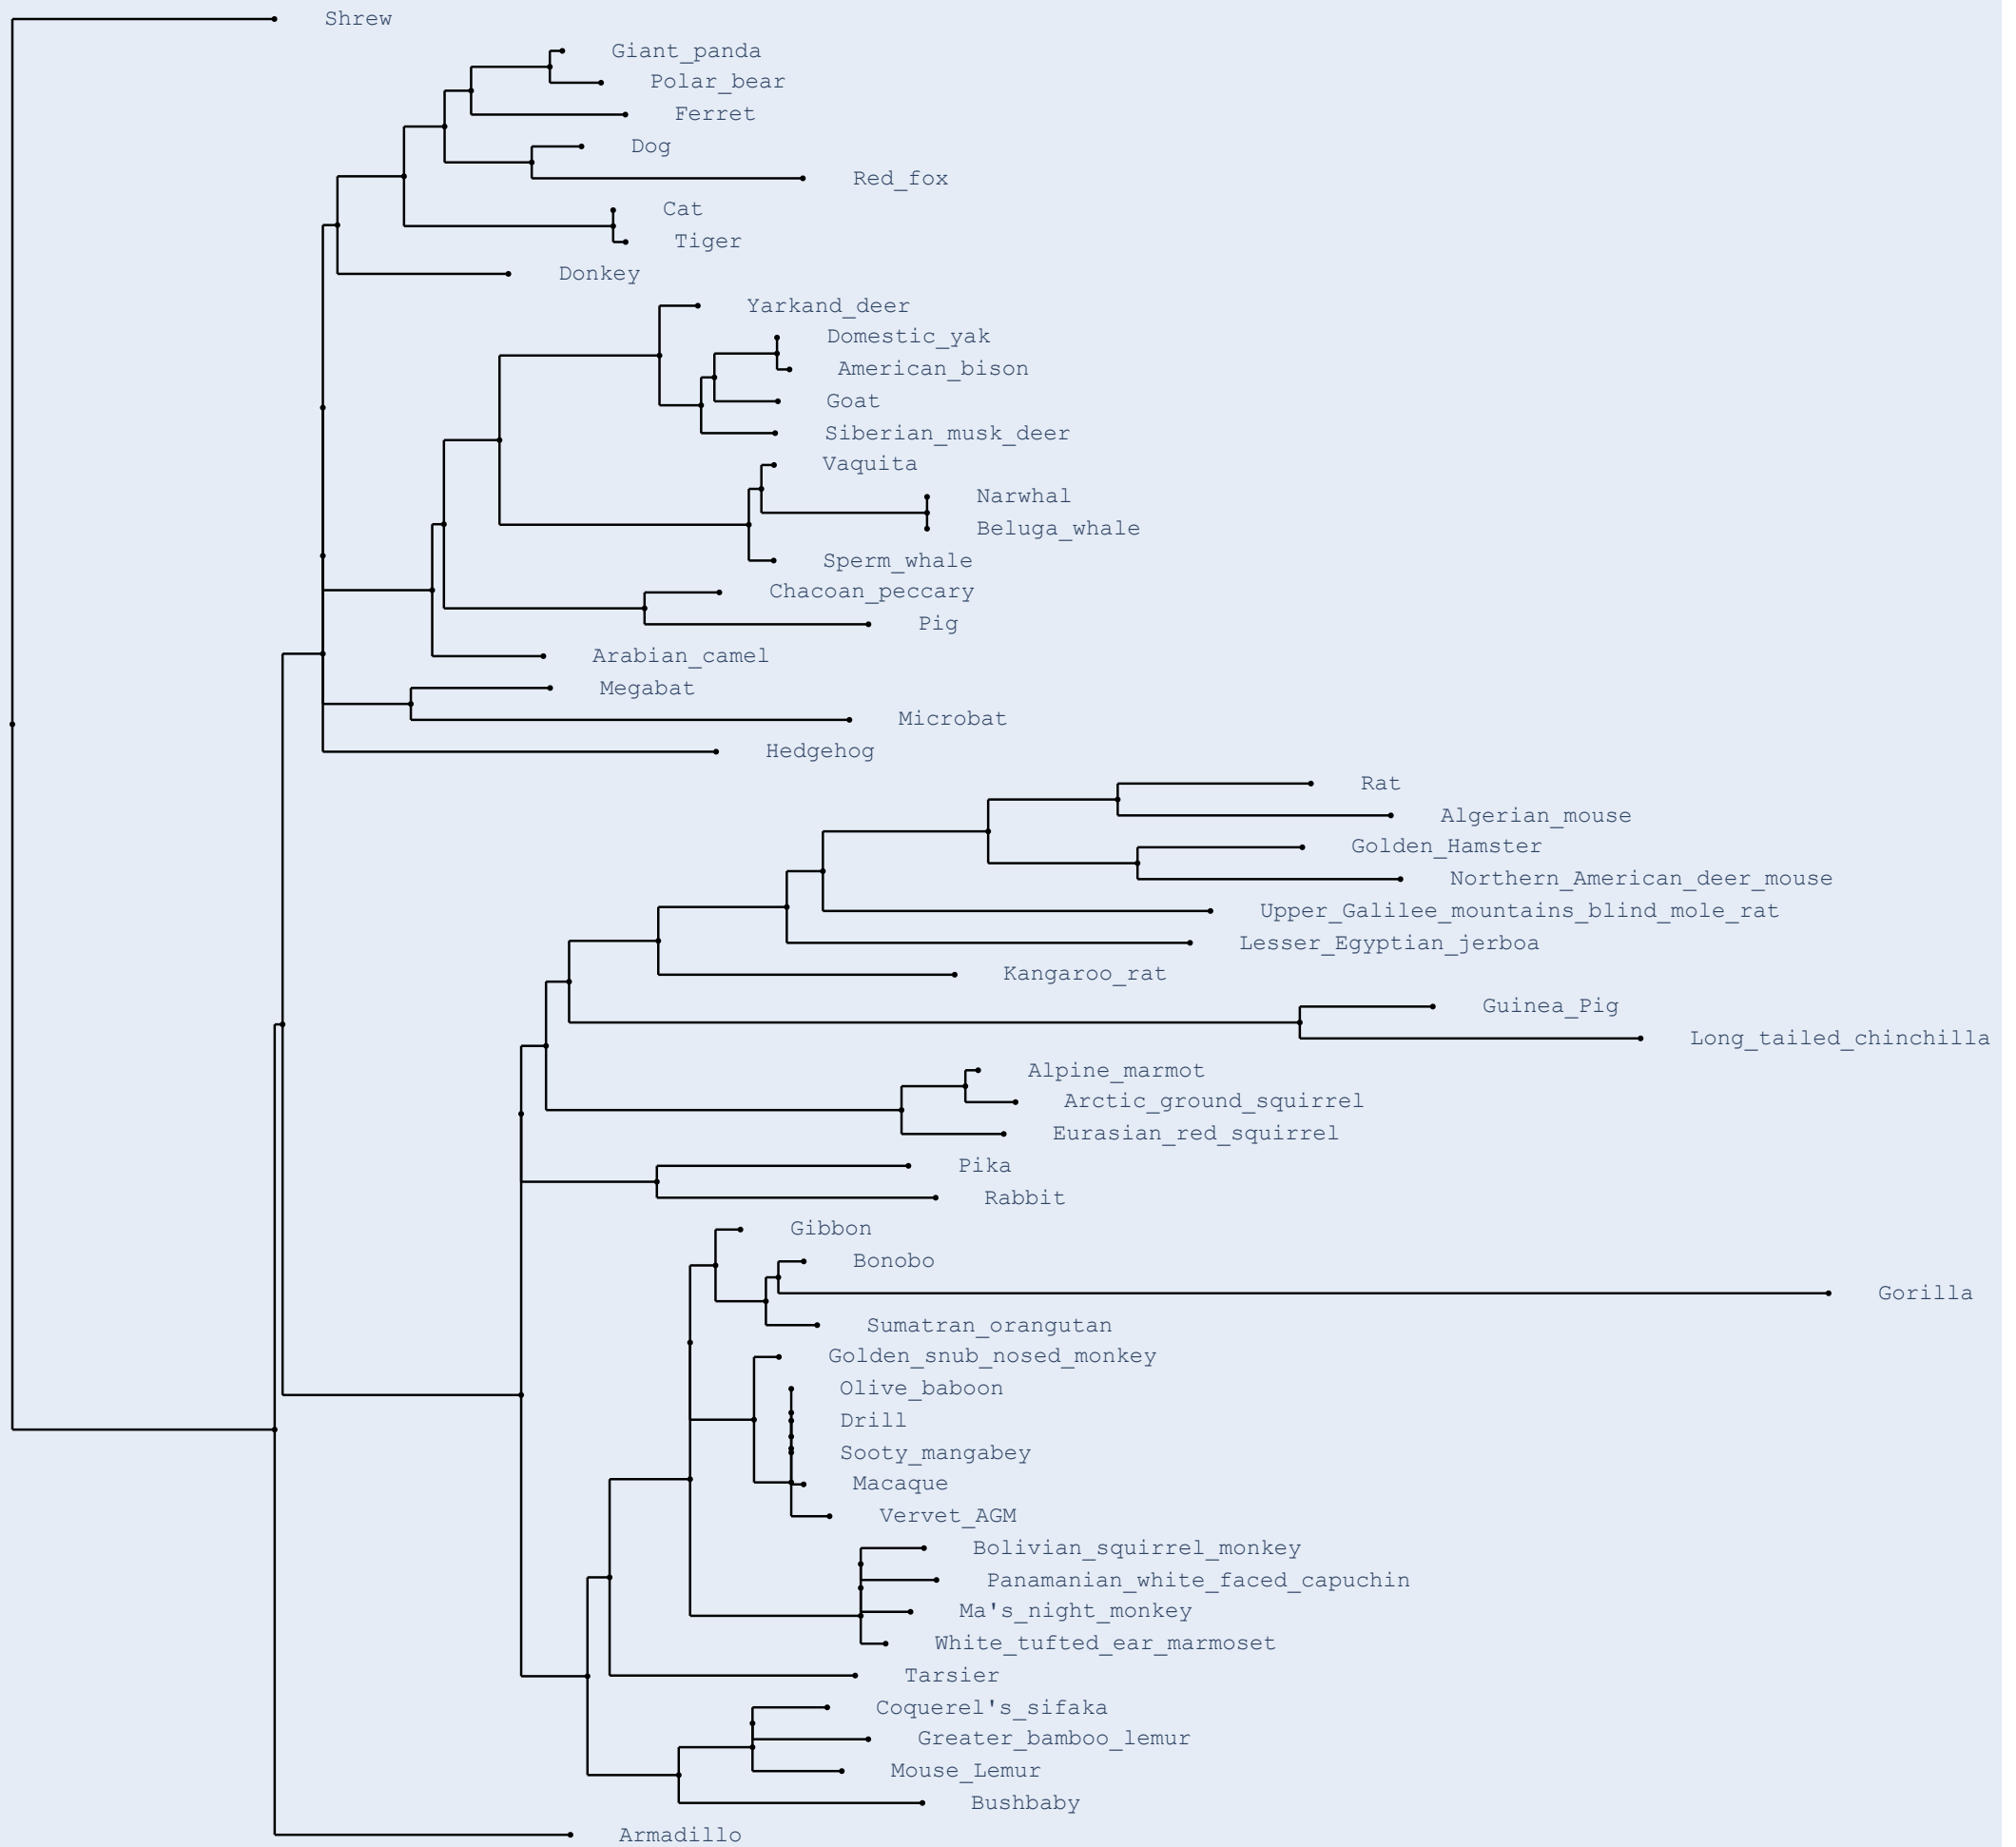 Shrew
Giant_panda
Polar_bear
Ferret
Dog
Red_fox
Cat
Tiger
Donkey
Yarkand_deer
Domestic_yak
American_bison
Goat
Siberian_musk_deer
Vaquita
Narwhal
Beluga_whale
Sperm_whale
Chacoan_peccary
Pig
Arabian_camel
Megabat
Microbat
Hedgehog
Rat
Algerian_mouse
Golden_Hamster
Northern_American_deer_mouse
Upper_Galilee_mountains_blind_mole_rat
Lesser_Egyptian_jerboa
Kangaroo_rat
Guinea_Pig
Long_tailed_chinchilla
Alpine_marmot
Arctic_ground_squirrel
Eurasian_red_squirrel
Pika
Rabbit
Gibbon
Bonobo
Gorilla
Sumatran_orangutan
Golden_snub_nosed_monkey
Olive_baboon
Drill
Sooty_mangabey
Macaque
Vervet_AGM
Bolivian_squirrel_monkey
Panamanian_white_faced_capuchin
Ma's_night_monkey
White_tufted_ear_marmoset
Tarsier
Coquerel's_sifaka
Greater_bamboo_lemur
Mouse_Lemur
Bushbaby
Armadillo